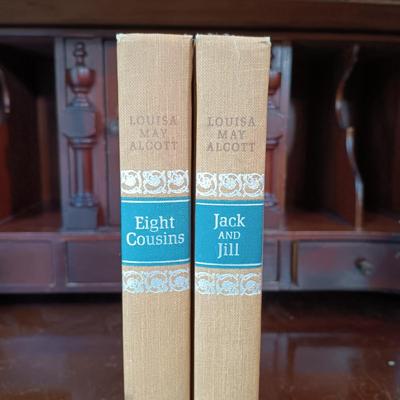 LOUISA
MAY
ALCOTT
Eight
Cousins
LOUISA
MAY
ALCOTT
Jack
AND
Jill